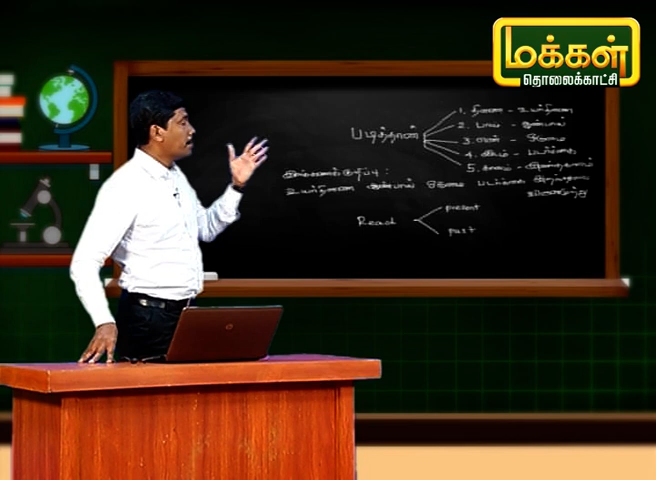 மக்கள்
தொலைக்காட்சி
படித்தான்
1. திணை - உயர்திணை
2. பால் - ஆண்பால்
3. எண் - ஒருமை
4. இடம் - படர்க்கை
5. காலம் - இறந்தகாலம்
இலக்கணக்குறிப்பு :
உயர்திணை ஆண்பால் ஒருமை படர்க்கை இறந்தகால
வினைமுற்று
Read
present
past